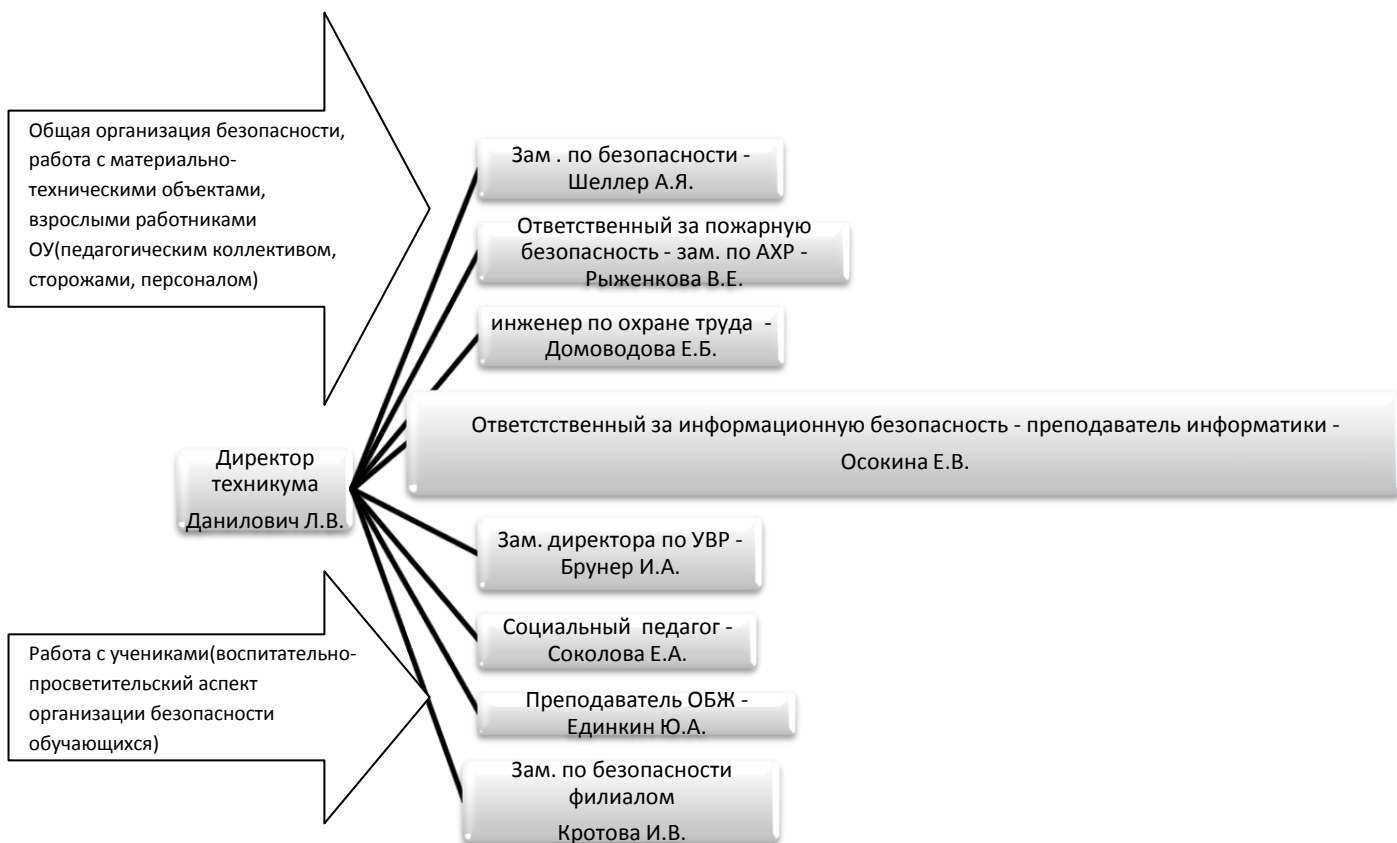 Общая организация безопасности,
работа с материально-
техническими объектами,
взрослыми работниками
ОУ(педагогическим коллективом,
сторожами, персоналом)
Зам . по безопасности -
Шеллер А.Я.
Ответственный за пожарную
безопасность - зам. по АХР -
Рыженкова В.Е.
инженер по охране труда -
Домоводова Е.Б.
Ответстственный за информационную безопасность - преподаватель информатики -
Осокина Е.В.
Директор
техникума
Данилович Л.В.
Зам. директора по УВР -
Брунер И.А.
Социальный педагог -
Соколова Е.А.
Работа с учениками(воспитательно-
просветительский аспект
организации безопасности
обучающихся)
Преподаватель ОБЖ -
Единкин Ю.А.
Зам. по безопасности
филиалом
Кротова И.В.